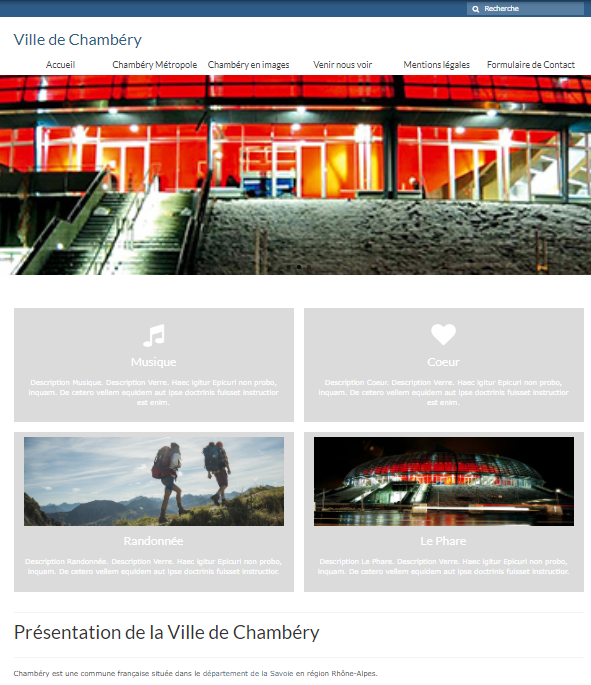 Recherche
Ville de Chambéry
Accueil Chambéry Métropole Chambéry en images Venir nous voir Mentions légales Formulaire de Contact
Musique
Description Musique. Description Verre. Haec igitur Epicuri non probo,
inquam. De cetero vellem equidem aut ipse doctrinis fuisset instructior
est enim.
Coeur
Description Coeur. Description Verre. Haec igitur Epicuri non probo,
inquam. De cetero vellem equidem aut ipse doctrinis fuisset instructior
est enim.
Randonnée
Description Randonnée. Description Verre. Haec igitur Epicuri non probo,
inquam. De cetero vellem equidem aut ipse doctrinis fuisset instructior.
Le Phare
Description Le Phare. Description Verre. Haec igitur Epicuri non probo,
inquam. De cetero vellem equidem aut ipse doctrinis fuisset instructior.
Présentation de la Ville de Chambéry
Chambéry est une commune française située dans le département de la Savoie en région Rhône-Alpes.